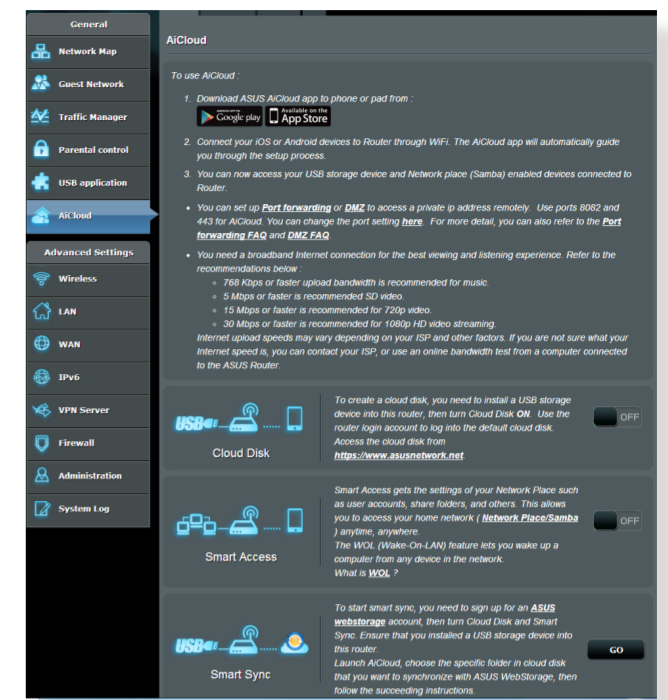 General
Network Map
Guest Network
Traffic Manager
Parental control
USB application
AiCloud
Advanced Settings
Wireless
LAN
WAN
IPv6
VPN Server
Firewall
Administration
System Log
AiCloud
To use AiCloud :
1. Download ASUS AiCloud app to phone or pad from :
ANDROID APP ON
Google play
Available on the
App Store
2. Connect your iOS or Android devices to Router through WiFi. The AiCloud app will automatically guide
you through the setup process.
3. You can now access your USB storage device and Network place (Samba) enabled devices connected to
Router.
• You can set up Port forwarding or DMZ to access a private ip address remotely. Use ports 8082 and
443 for AiCloud. You can change the port setting here. For more detail, you can also refer to the Port
forwarding FAQ and DMZ FAQ.
• You need a broadband Internet connection for the best viewing and listening experience. Refer to the
recommendations below :
768 Kbps or faster upload bandwidth is recommended for music.
5 Mbps or faster is recommended SD video.
15 Mbps or faster is recommended for 720p video.
30 Mbps or faster is recommended for 1080p HD video streaming.
Internet upload speeds may vary depending on your ISP and other factors. If you are not sure what your
Internet speed is, you can contact your ISP, or use an online bandwidth test from a computer connected
to the ASUS Router.
USB
Cloud Disk
To create a cloud disk, you need to install a USB storage
device into this router, then turn Cloud Disk ON. Use the
router login account to log into the default cloud disk.
Access the cloud disk from
https://www.asusnetwork.net.
OFF
Smart Access
Smart Access gets the settings of your Network Place such
as user accounts, share folders, and others. This allows
you to access your home network ( Network Place/Samba
) anytime, anywhere.
The WOL (Wake-On-LAN) feature lets you wake up a
computer from any device in the network.
What is WOL ?
OFF
USB
Smart Sync
To start smart sync, you need to sign up for an ASUS
webstorage account, then turn Cloud Disk and Smart
Sync. Ensure that you installed a USB storage device into
this router.
Launch AiCloud, choose the specific folder in cloud disk
that you want to synchronize with ASUS WebStorage, then
follow the succeeding instructions.
GO